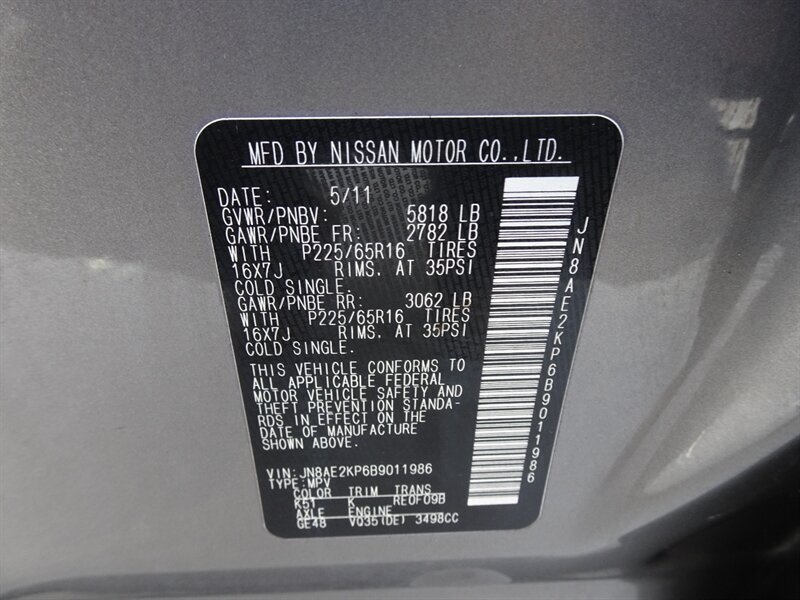 MFD BY NISSAN MOTOR CO.,LTD.
DATE: 5/11
GVWR/PNBV: 5818 LB
GAWR/PNBE FR: 2782 LB
WITH P225/65R16 TIRES
16X7J RIMS. AT 35PSI
COLD SINGLE.
GAWR/PNBE RR: 3062 LB
WITH P225/65R16 TIRES
16X7J RIMS. AT 35PSI
COLD SINGLE.
THIS VEHICLE CONFORMS TO
ALL APPLICABLE FEDERAL
MOTOR VEHICLE SAFETY AND
THEFT PREVENTION STANDA-
RDS IN EFFECT ON THE
DATE OF MANUFACTURE
SHOWN ABOVE.
VIN:JN8AE2KP6B9011986
TYPE:MPV
COLOR TRIM TRANS
K51 K RE0F09B
AXLE ENGINE
GE48 VQ35(DE) 3498CC
JN8AE2KP6B9011986